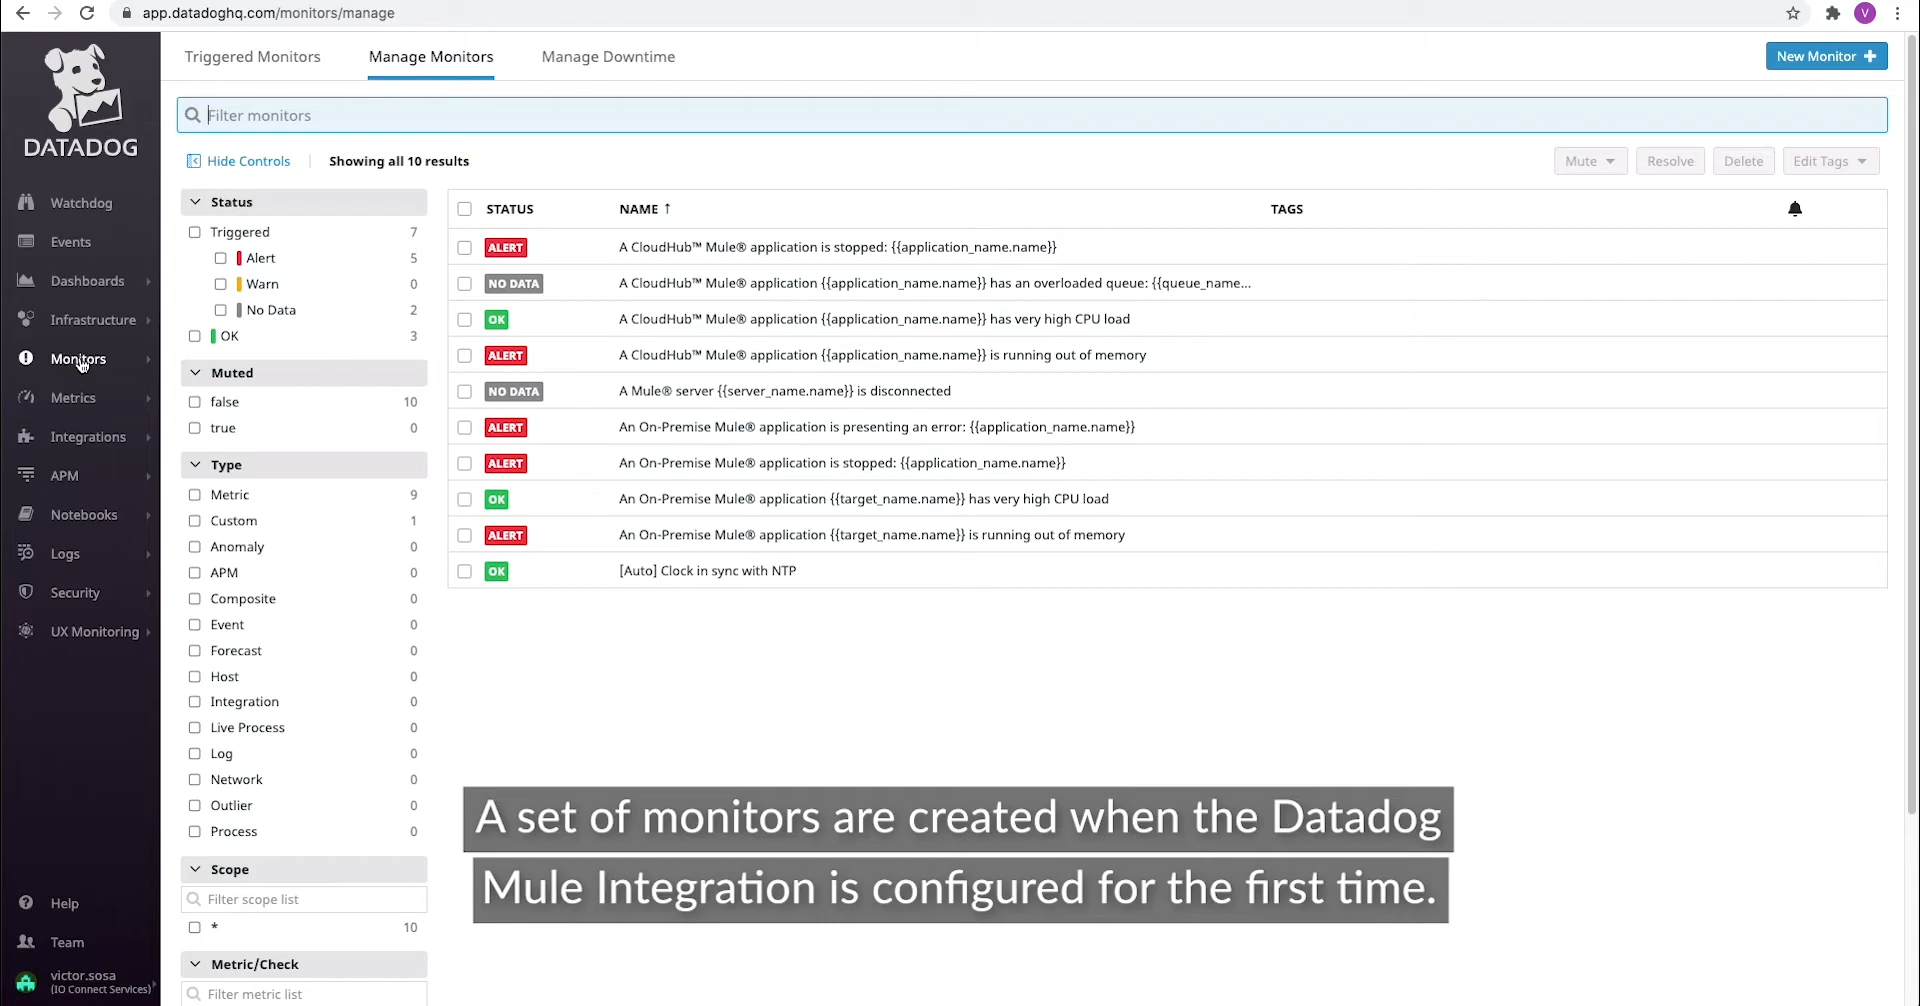 app.datadoghq.com/monitors/manage
V
DATADOG
Watchdog
Events
Dashboards
Infrastructure
Monitors
Metrics
Integrations
APM
Notebooks
Logs
Security
UX Monitoring
Help
Team
victor.sosa
(IO Connect Services)
Triggered Monitors
Manage Monitors
Manage Downtime
New Monitor +
Filter monitors
Hide Controls
Showing all 10 results
Mute
Resolve
Delete
Edit Tags
Status
Triggered 7
Alert 5
Warn 0
No Data 2
OK 3
Muted
false 10
true 0
Type
Metric 9
Custom 1
Anomaly 0
APM 0
Composite 0
Event 0
Forecast 0
Host 0
Integration 0
Live Process 0
Log 0
Network 0
Outlier 0
Process 0
Scope
Filter scope list
* 10
Metric/Check
Filter metric list
STATUS NAME ↑ TAGS
ALERT A CloudHub™ Mule® application is stopped: {{application_name.name}}
NO DATA A CloudHub™ Mule® application {{application_name.name}} has an overloaded queue: {{queue_name...
OK A CloudHub™ Mule® application {{application_name.name}} has very high CPU load
ALERT A CloudHub™ Mule® application {{application_name.name}} is running out of memory
NO DATA A Mule® server {{server_name.name}} is disconnected
ALERT An On-Premise Mule® application is presenting an error: {{application_name.name}}
ALERT An On-Premise Mule® application is stopped: {{application_name.name}}
OK An On-Premise Mule® application {{target_name.name}} has very high CPU load
ALERT An On-Premise Mule® application {{target_name.name}} is running out of memory
OK [Auto] Clock in sync with NTP
A set of monitors are created when the Datadog
Mule Integration is configured for the first time.